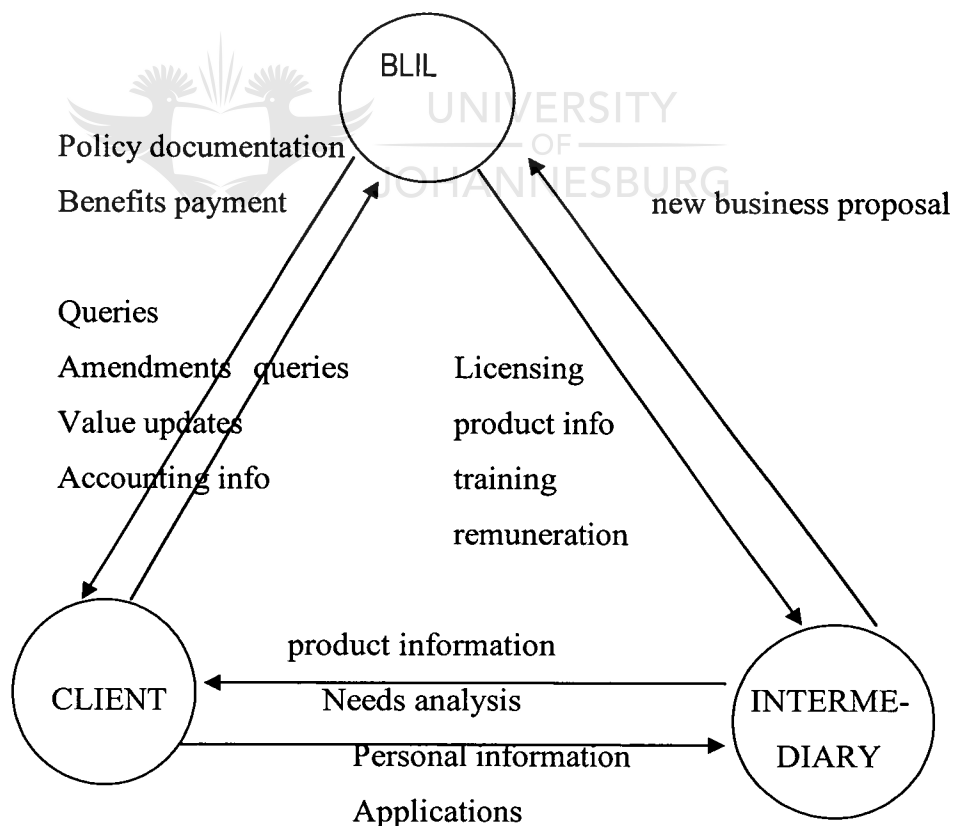 BLIL
UNIVERSITY
OF
JOHANNESBURG
Policy documentation
Benefits payment
new business proposal
Queries
Amendments queries
Value updates
Accounting info
Licensing
product info
training
remuneration
product information
CLIENT
Needs analysis
INTERME-
DIARY
Personal information
Applications